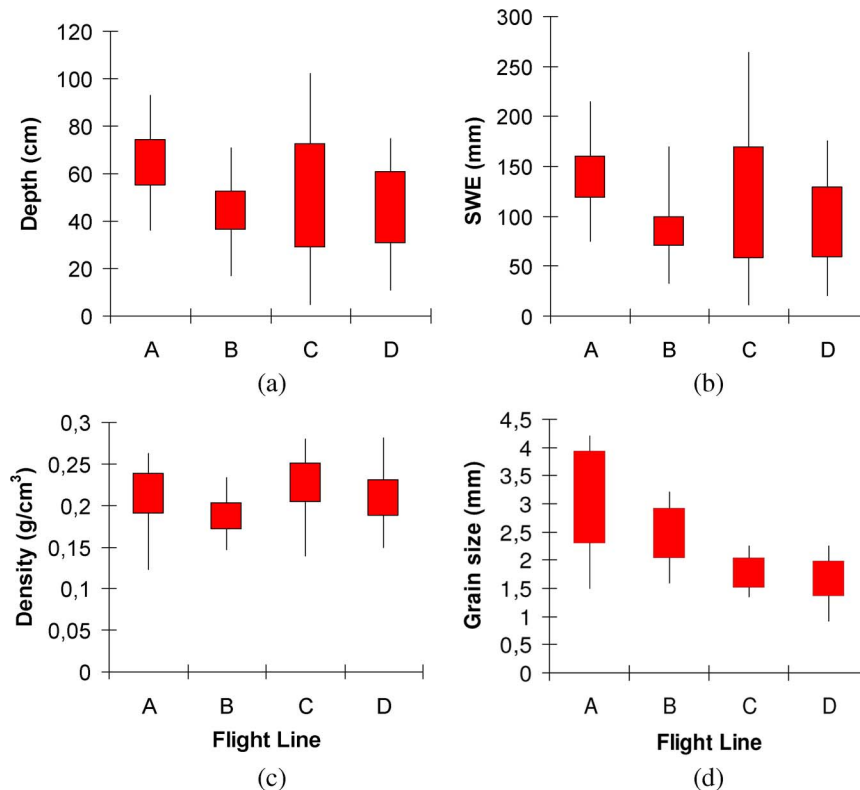 Depth (cm)
120
100
80
60
40
20
0
A B C D
(a)
SWE (mm)
300
250
200
150
100
50
0
A B C D
(b)
Density (g/cm³)
0,3
0,25
0,2
0,15
0,1
0,05
0
A B C D
Flight Line
(c)
Grain size (mm)
4,5
4
3,5
3
2,5
2
1,5
1
0,5
0
A B C D
Flight Line
(d)